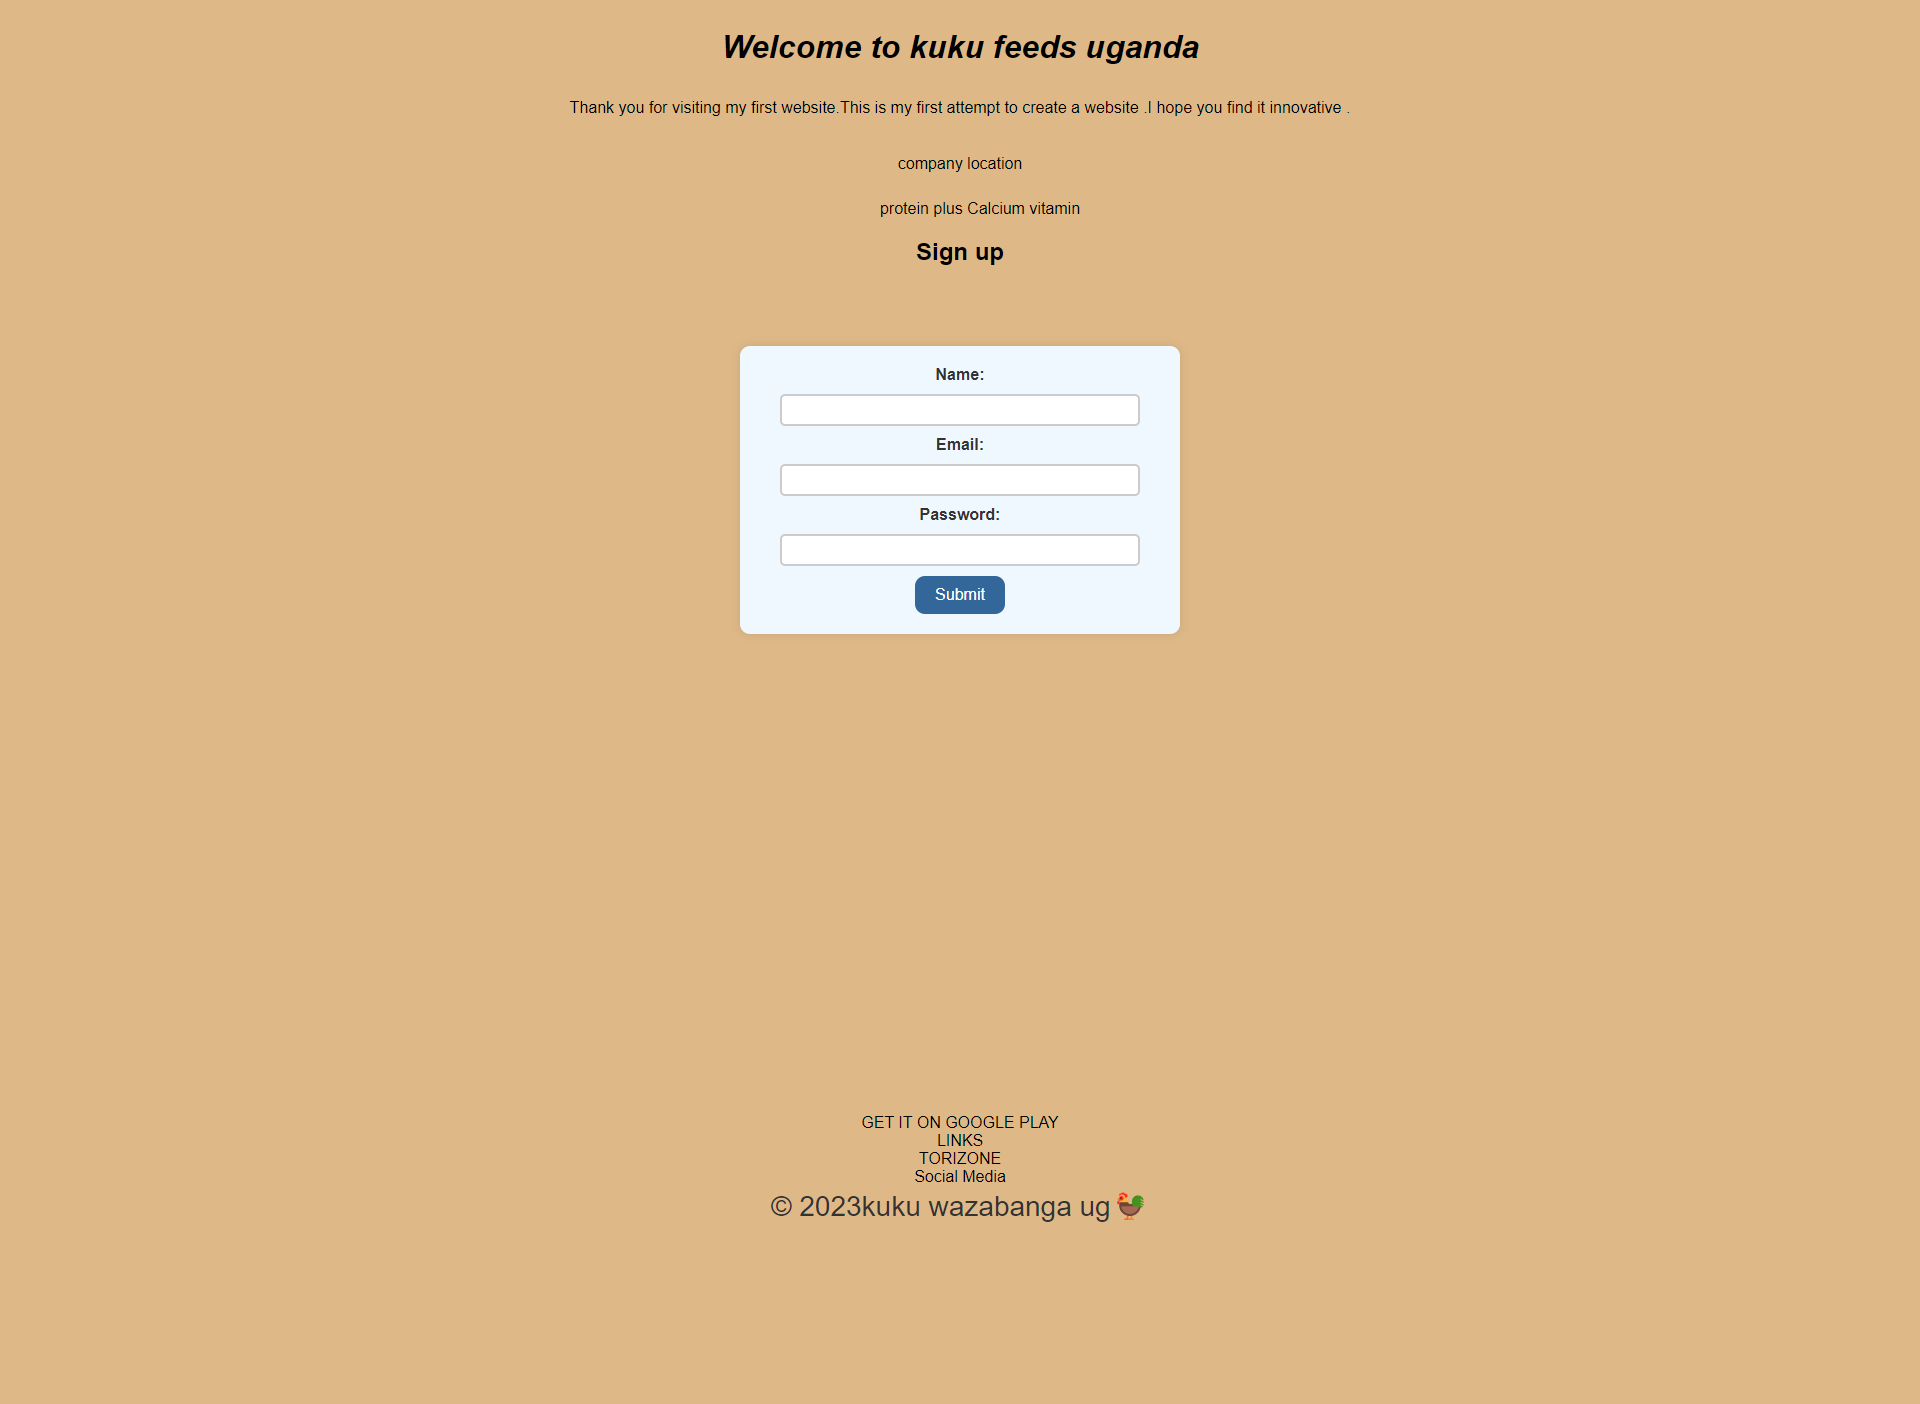 Welcome to kuku feeds uganda
Thank you for visiting my first website.This is my first attempt to create a website .I hope you find it innovative .
company location
protein plus Calcium vitamin
Sign up
Name:
Email:
Password:
Submit
GET IT ON GOOGLE PLAY
LINKS
TORIZONE
Social Media
© 2023kuku wazabanga ug🐓